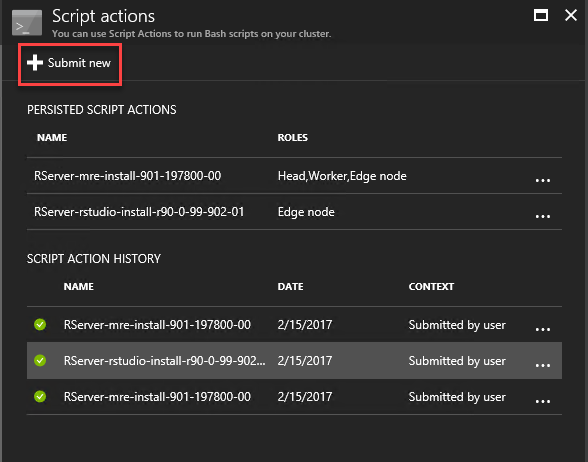 Script actions
You can use Script Actions to run Bash scripts on your cluster.
Submit new
PERSISTED SCRIPT ACTIONS
NAME ROLES
RServer-mre-install-901-197800-00 Head,Worker,Edge node ...
RServer-rstudio-install-r90-0-99-902-01 Edge node ...
SCRIPT ACTION HISTORY
NAME DATE CONTEXT
RServer-mre-install-901-197800-00 2/15/2017 Submitted by user ...
RServer-rstudio-install-r90-0-99-902... 2/15/2017 Submitted by user ...
RServer-mre-install-901-197800-00 2/15/2017 Submitted by user ...